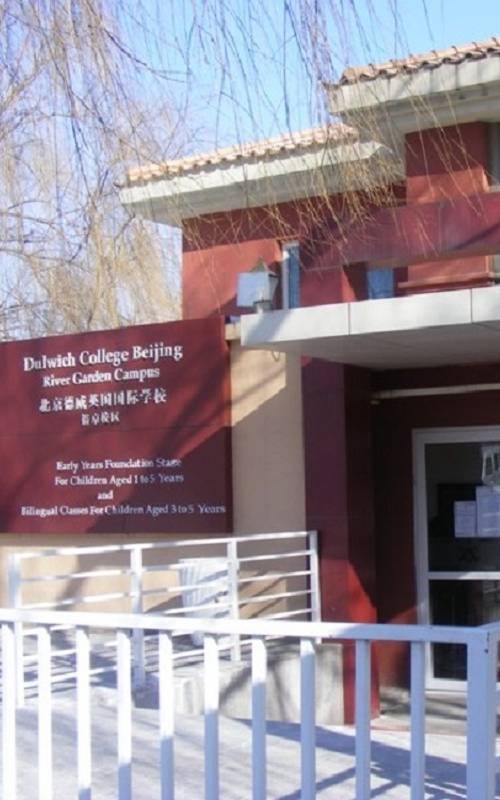 Dulwich College Beijing
River Garden Campus
北京德威英国国际学校
裕京校区
Early Years Foundation Stage
For Children Aged 1 to 5 Years
and
Bilingual Classes For Children Aged 3 to 5 Years